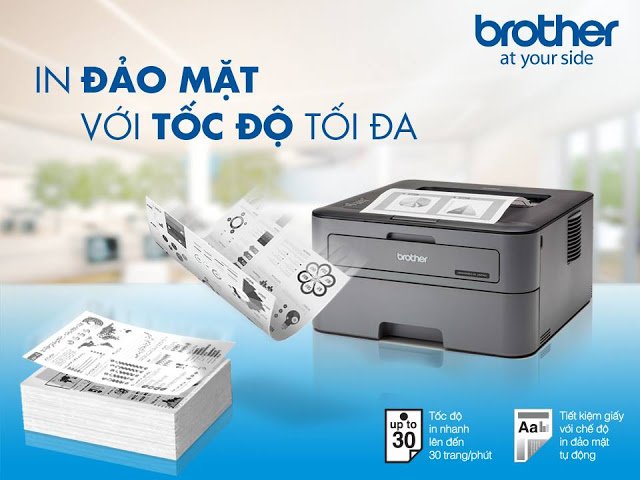 brother
at your side
IN ĐẢO MẶT
VỚI TỐC ĐỘ TỐI ĐA
brother
up to
30
Tốc độ
in nhanh
lên đến
30 trang/phút
Aa
Tiết kiệm giấy
với chế độ
in đảo mặt
tự động